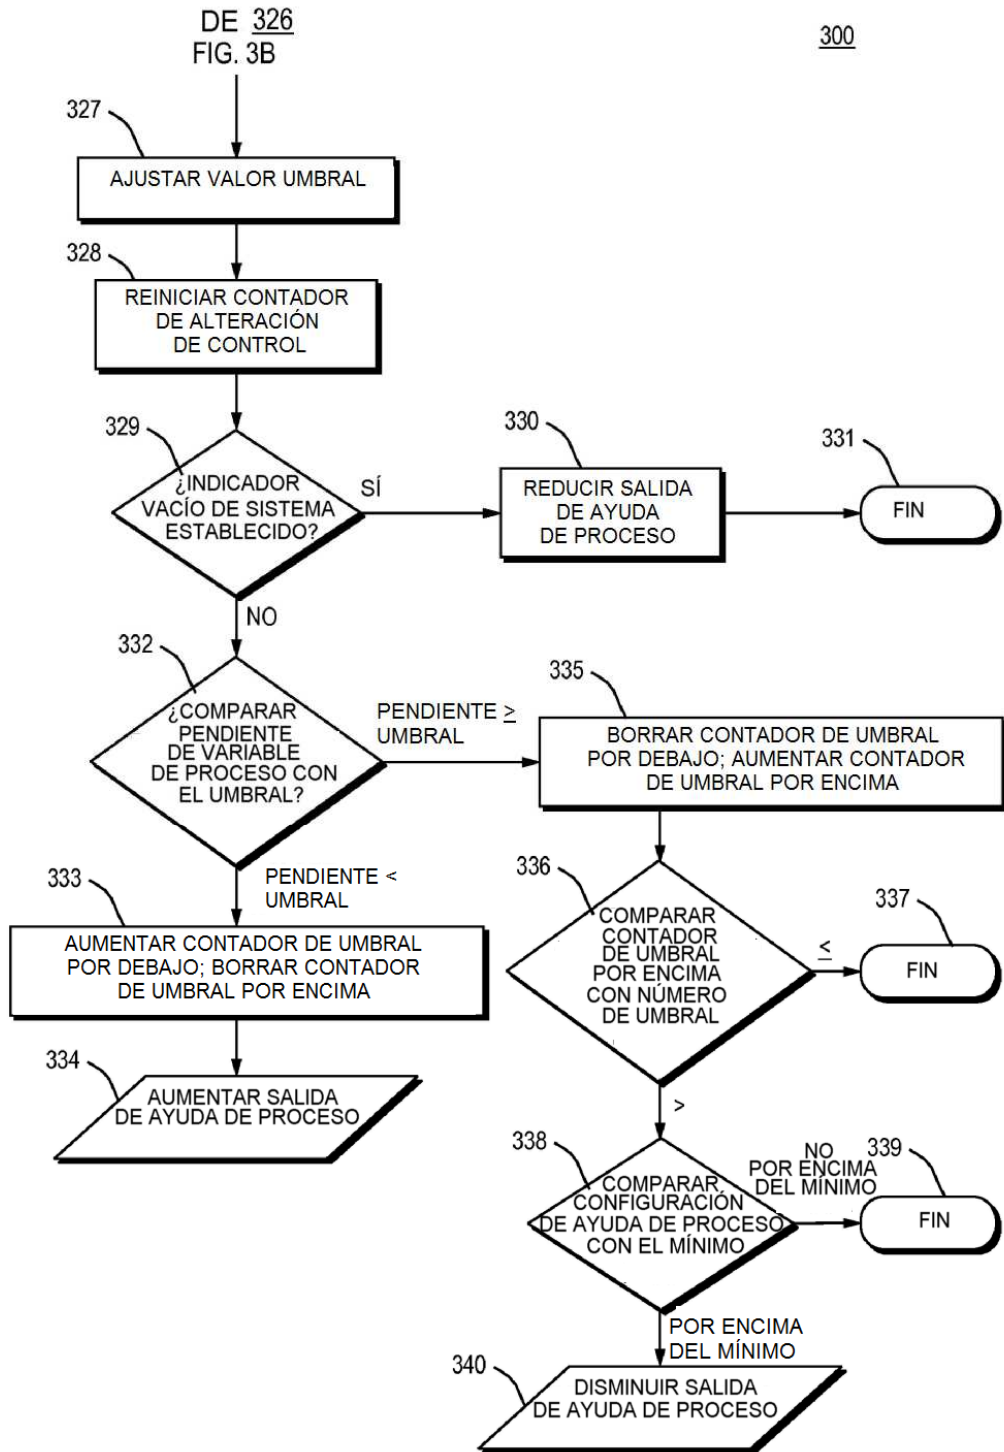 DE 326
FIG. 3B
300
327
AJUSTAR VALOR UMBRAL
328
REINICIAR CONTADOR
DE ALTERACIÓN
DE CONTROL
329
¿INDICADOR
VACÍO DE SISTEMA
ESTABLECIDO?
SÍ
330
REDUCIR SALIDA
DE AYUDA
DE PROCESO
331
FIN
NO
332
¿COMPARAR
PENDIENTE
DE VARIABLE
DE PROCESO CON
EL UMBRAL?
PENDIENTE ≥
UMBRAL
335
BORRAR CONTADOR DE UMBRAL
POR DEBAJO; AUMENTAR CONTADOR
DE UMBRAL POR ENCIMA
PENDIENTE <
UMBRAL
333
AUMENTAR CONTADOR DE UMBRAL
POR DEBAJO; BORRAR CONTADOR
DE UMBRAL POR ENCIMA
334
AUMENTAR SALIDA
DE AYUDA DE PROCESO
336
COMPARAR
CONTADOR
DE UMBRAL
POR ENCIMA
CON NÚMERO
DE UMBRAL
≤
337
FIN
>
338
COMPARAR
CONFIGURACIÓN
DE AYUDA DE PROCESO
CON EL MÍNIMO
NO
POR ENCIMA
DEL MÍNIMO
339
FIN
POR ENCIMA
DEL MÍNIMO
340
DISMINUIR SALIDA
DE AYUDA DE PROCESO